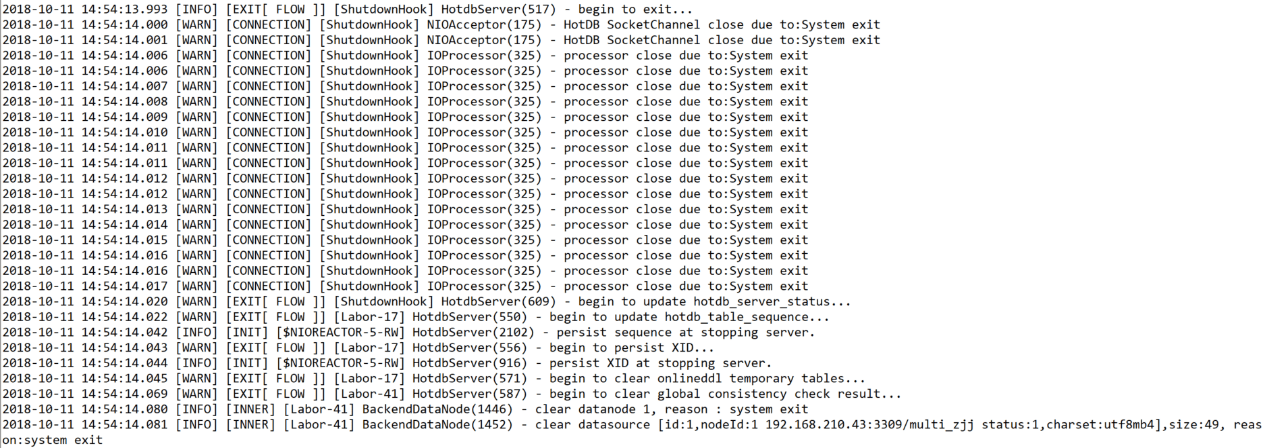 2018-10-11 14:54:13.993 [INFO] [EXIT[ FLOW ]] [ShutdownHook] HotdbServer(517) - begin to exit...
2018-10-11 14:54:14.000 [WARN] [CONNECTION] [ShutdownHook] NIOAcceptor(175) - HotDB SocketChannel close due to:System exit
2018-10-11 14:54:14.001 [WARN] [CONNECTION] [ShutdownHook] NIOAcceptor(175) - HotDB SocketChannel close due to:System exit
2018-10-11 14:54:14.006 [WARN] [CONNECTION] [ShutdownHook] IOProcessor(325) - processor close due to:System exit
2018-10-11 14:54:14.006 [WARN] [CONNECTION] [ShutdownHook] IOProcessor(325) - processor close due to:System exit
2018-10-11 14:54:14.007 [WARN] [CONNECTION] [ShutdownHook] IOProcessor(325) - processor close due to:System exit
2018-10-11 14:54:14.008 [WARN] [CONNECTION] [ShutdownHook] IOProcessor(325) - processor close due to:System exit
2018-10-11 14:54:14.009 [WARN] [CONNECTION] [ShutdownHook] IOProcessor(325) - processor close due to:System exit
2018-10-11 14:54:14.010 [WARN] [CONNECTION] [ShutdownHook] IOProcessor(325) - processor close due to:System exit
2018-10-11 14:54:14.011 [WARN] [CONNECTION] [ShutdownHook] IOProcessor(325) - processor close due to:System exit
2018-10-11 14:54:14.011 [WARN] [CONNECTION] [ShutdownHook] IOProcessor(325) - processor close due to:System exit
2018-10-11 14:54:14.012 [WARN] [CONNECTION] [ShutdownHook] IOProcessor(325) - processor close due to:System exit
2018-10-11 14:54:14.012 [WARN] [CONNECTION] [ShutdownHook] IOProcessor(325) - processor close due to:System exit
2018-10-11 14:54:14.013 [WARN] [CONNECTION] [ShutdownHook] IOProcessor(325) - processor close due to:System exit
2018-10-11 14:54:14.014 [WARN] [CONNECTION] [ShutdownHook] IOProcessor(325) - processor close due to:System exit
2018-10-11 14:54:14.015 [WARN] [CONNECTION] [ShutdownHook] IOProcessor(325) - processor close due to:System exit
2018-10-11 14:54:14.016 [WARN] [CONNECTION] [ShutdownHook] IOProcessor(325) - processor close due to:System exit
2018-10-11 14:54:14.016 [WARN] [CONNECTION] [ShutdownHook] IOProcessor(325) - processor close due to:System exit
2018-10-11 14:54:14.017 [WARN] [CONNECTION] [ShutdownHook] IOProcessor(325) - processor close due to:System exit
2018-10-11 14:54:14.020 [WARN] [EXIT[ FLOW ]] [ShutdownHook] HotdbServer(609) - begin to update hotdb_server_status...
2018-10-11 14:54:14.022 [WARN] [EXIT[ FLOW ]] [Labor-17] HotdbServer(550) - begin to update hotdb_table_sequence...
2018-10-11 14:54:14.042 [INFO] [INIT] [$NIOREACTOR-5-RW] HotdbServer(2102) - persist sequence at stopping server.
2018-10-11 14:54:14.043 [WARN] [EXIT[ FLOW ]] [Labor-17] HotdbServer(556) - begin to persist XID...
2018-10-11 14:54:14.044 [INFO] [INIT] [$NIOREACTOR-5-RW] HotdbServer(916) - persist XID at stopping server.
2018-10-11 14:54:14.045 [WARN] [EXIT[ FLOW ]] [Labor-17] HotdbServer(571) - begin to clear onlineddl temporary tables...
2018-10-11 14:54:14.069 [WARN] [EXIT[ FLOW ]] [Labor-41] HotdbServer(587) - begin to clear global consistency check result...
2018-10-11 14:54:14.080 [INFO] [INNER] [Labor-41] BackendDataNode(1446) - clear datanode 1, reason : system exit
2018-10-11 14:54:14.081 [INFO] [INNER] [Labor-41] BackendDataNode(1452) - clear datasource [id:1,nodeId:1 192.168.210.43:3309/multi_zjj status:1,charset:utf8mb4],size:49, reas
on:system exit